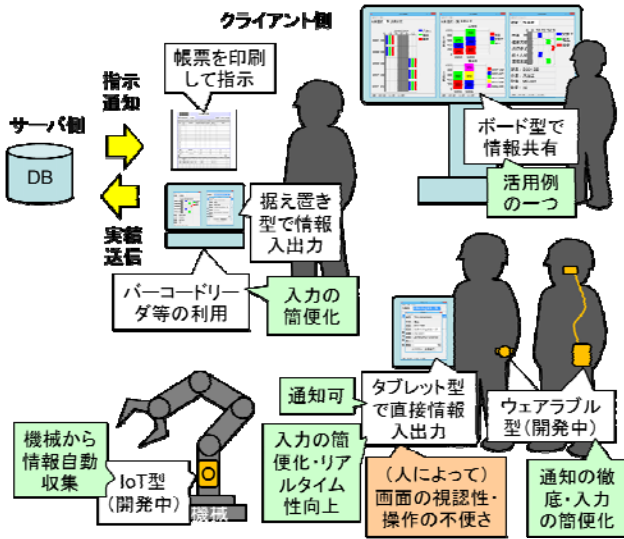 クライアント側
帳票を印刷
して指示
指示
通知
サーバ側
DB
実績
送信
据え置き
型で情報
入出力
バーコードリー
ダ等の利用
入力の
簡便化
ボード型で
情報共有
活用例
の一つ
通知可
タブレット型
で直接情報
入出力
入力の簡
便化・リアル
タイム
性向上
(人によって)
画面の視認性・
操作の不便さ
ウェアラブル
型(開発中)
通知の徹
底・入力
の簡便化
機械から
情報自動
収集
IoT型
(開発中)
機械